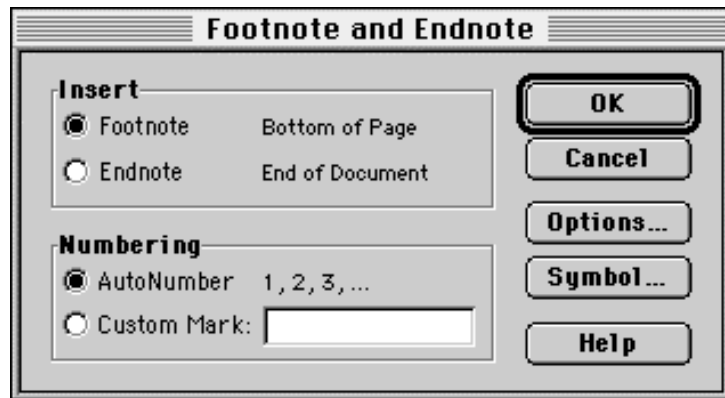 Footnote and Endnote
Insert
Footnote Bottom of Page
Endnote End of Document
Numbering
AutoNumber 1, 2, 3, ...
Custom Mark:
OK
Cancel
Options...
Symbol...
Help